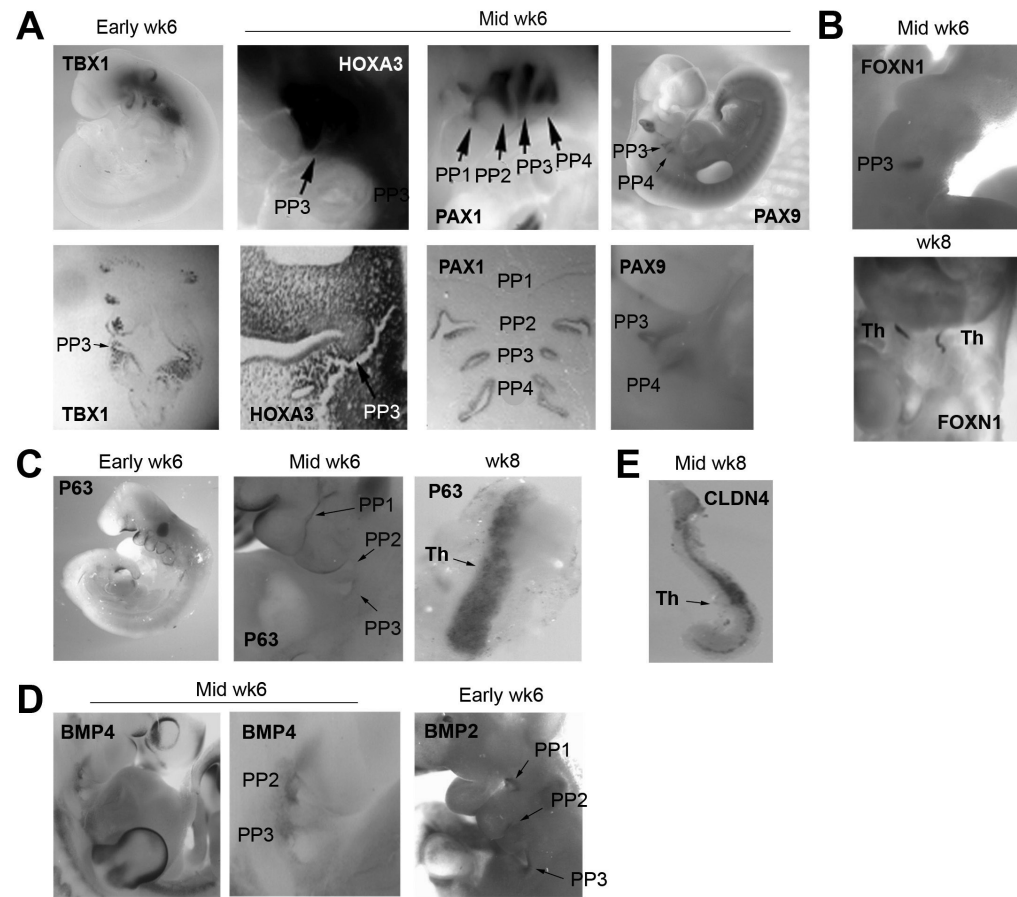 A
Early wk6
Mid wk6
B
Mid wk6
TBX1
HOXA3
PP3
PP3
PP1
PP2
PP3
PP4
PAX1
PP3
PP4
PAX9
FOXN1
PP3
wk8
PP3
TBX1
HOXA3
PP3
PAX1
PP1
PP2
PP3
PP4
PAX9
PP3
PP4
Th
Th
FOXN1
C
Early wk6
Mid wk6
wk8
E
Mid wk8
P63
PP1
PP2
PP3
P63
P63
Th
CLDN4
Th
D
Mid wk6
Early wk6
BMP4
BMP4
PP2
PP3
BMP2
PP1
PP2
PP3